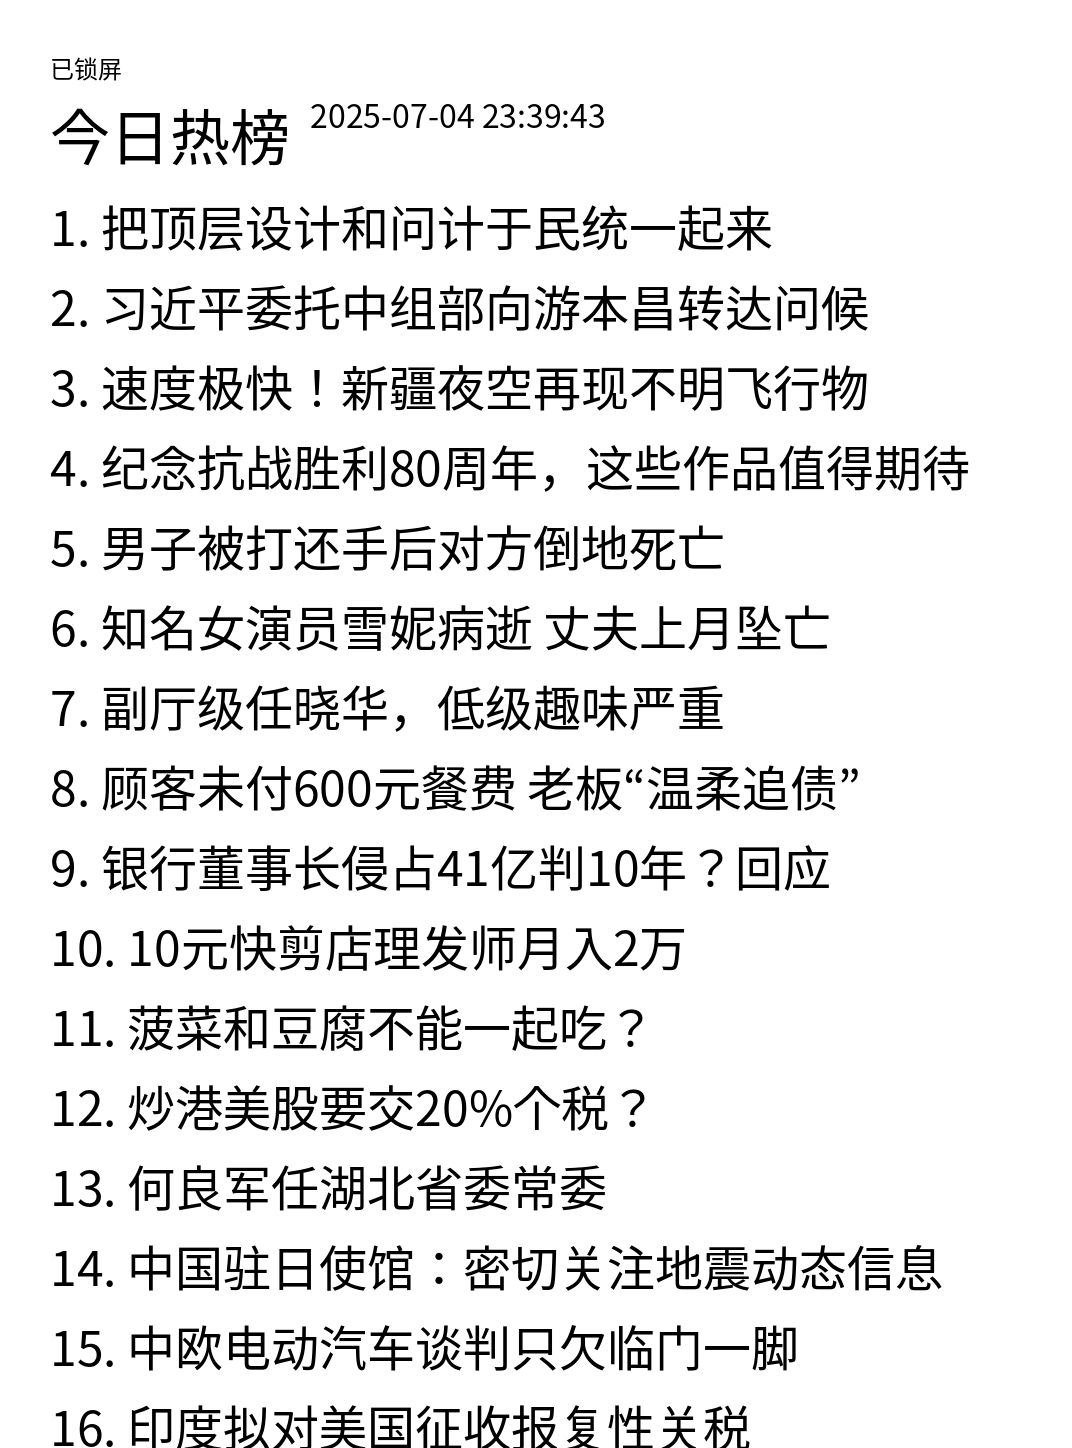 已锁屏
今日热榜 2025-07-04 23:39:43
1. 把顶层设计和问计于民统一起来
2. 习近平委托中组部向游本昌转达问候
3. 速度极快！新疆夜空再现不明飞行物
4. 纪念抗战胜利80周年，这些作品值得期待
5. 男子被打还手后对方倒地死亡
6. 知名女演员雪妮病逝 丈夫上月坠亡
7. 副厅级任晓华，低级趣味严重
8. 顾客未付600元餐费 老板“温柔追债”
9. 银行董事长侵占41亿判10年？回应
10. 10元快剪店理发师月入2万
11. 菠菜和豆腐不能一起吃？
12. 炒港美股要交20%个税？
13. 何良军任湖北省委常委
14. 中国驻日使馆：密切关注地震动态信息
15. 中欧电动汽车谈判只欠临门一脚
16. 印度拟对美国征收报复性关税